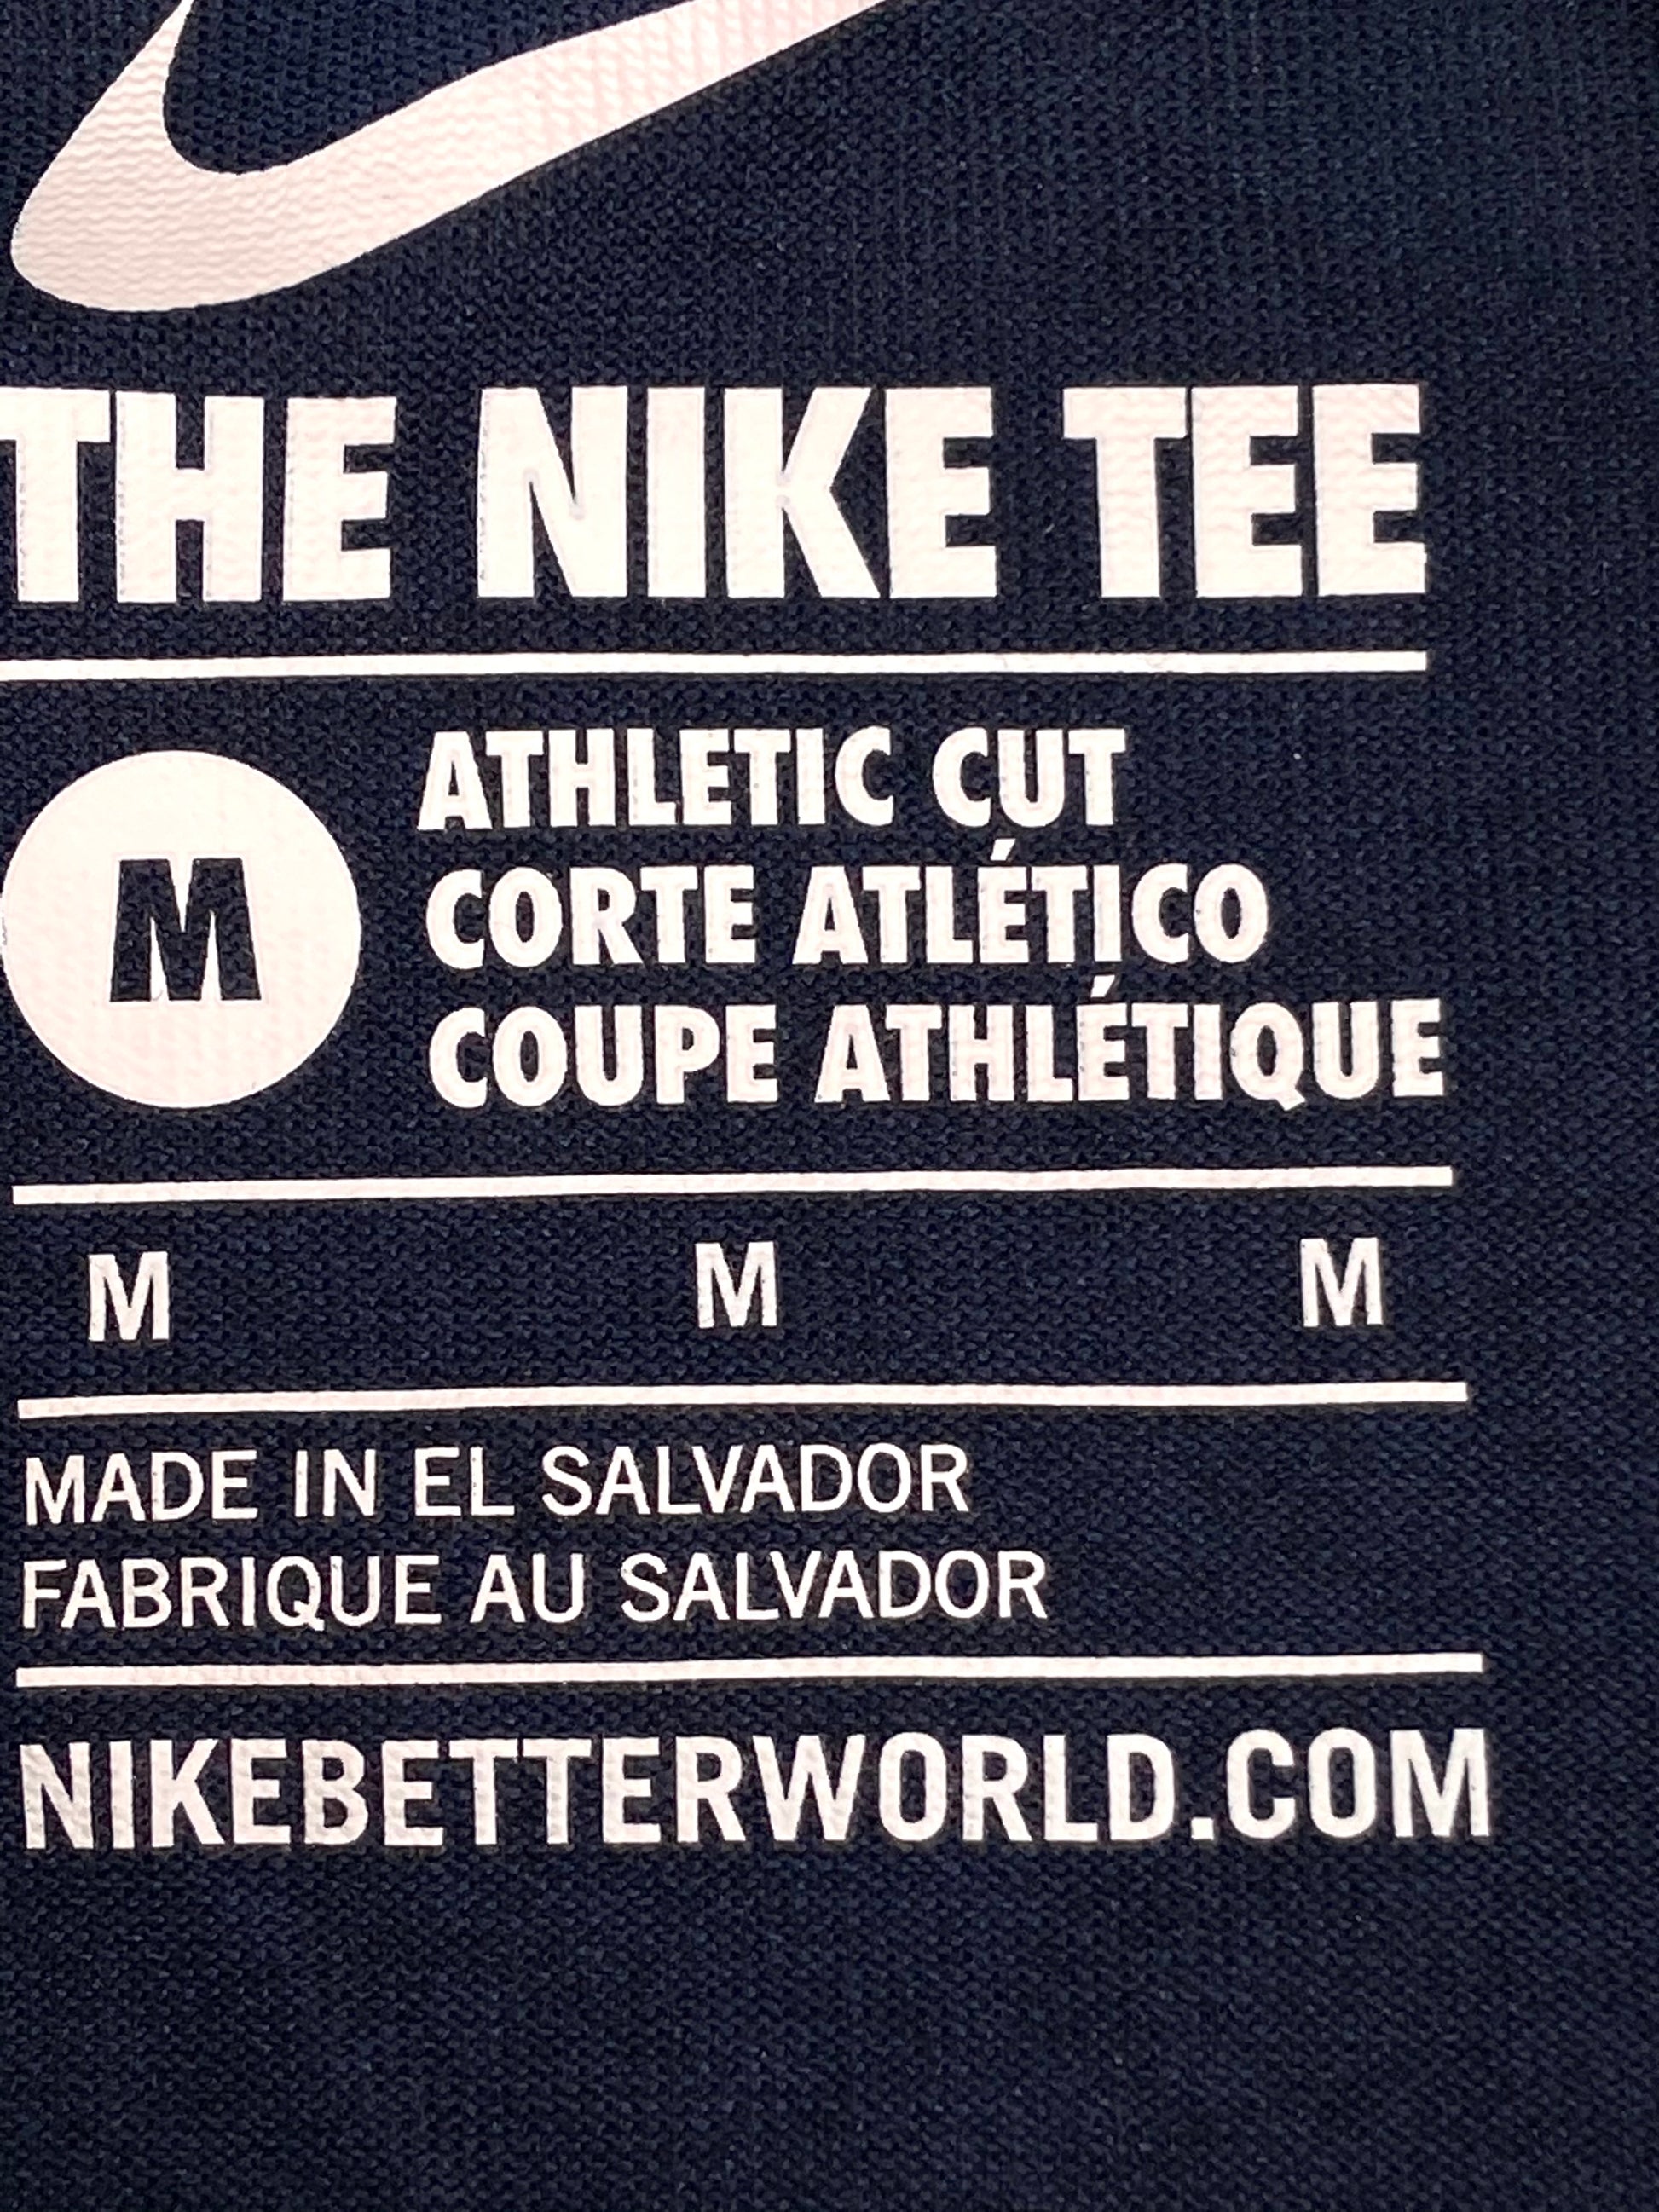 THE NIKE TEE
M
ATHLETIC CUT
CORTE ATLÉTICO
COUPE ATHLÉTIQUE
M M M
MADE IN EL SALVADOR
FABRIQUE AU SALVADOR
NIKEBETTERWORLD.COM